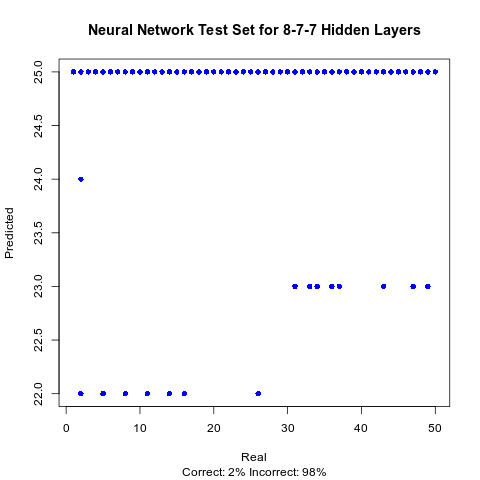 Neural Network Test Set for 8-7-7 Hidden Layers
25.0
24.5
24.0
23.5
23.0
22.5
22.0
Predicted
0 10 20 30 40 50
Real
Correct: 2% Incorrect: 98%